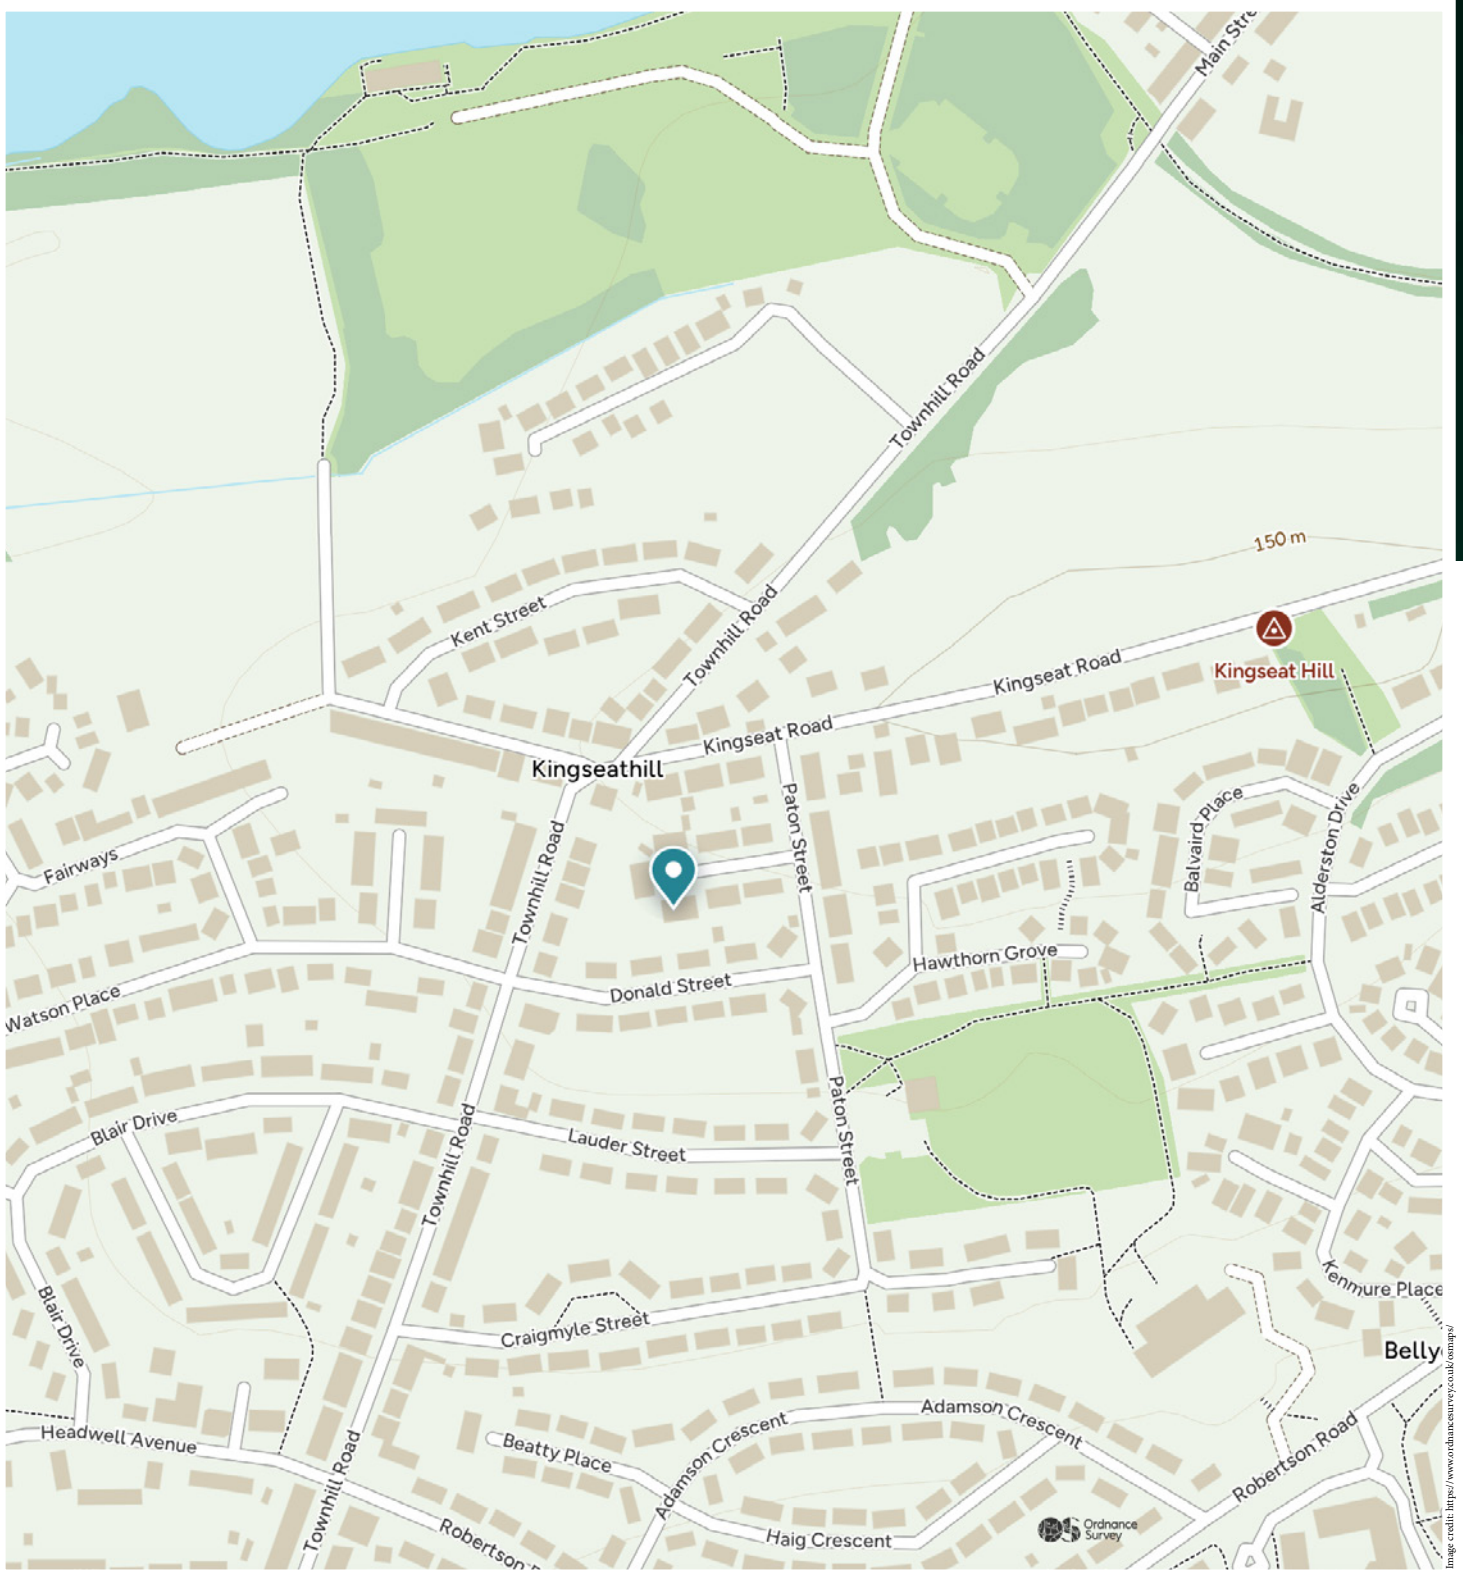 Main Stre
Townhill Road
150 m
Kent Street
Townhill Road
Kingseat Road
Kingseat Hill
Kingseat Road
Kingseathill
Paton Street
Balvaird Place
Alderston Drive
Fairways
Townhill Road
Hawthorn Grove
Donald Street
Watson Place
Blair Drive
Townhill Road
Lauder Street
Paton Street
Kenmure Place
Blair Drive
Craigmyle Street
Belly
Adamson Crescent
Adamson Crescent
Headwell Avenue
Beatty Place
Robertson Road
Townhill Road
Robertson
Haig Crescent
OS Ordnance
Survey
Image credit: https://www.ordnancesurvey.co.uk/osmaps/